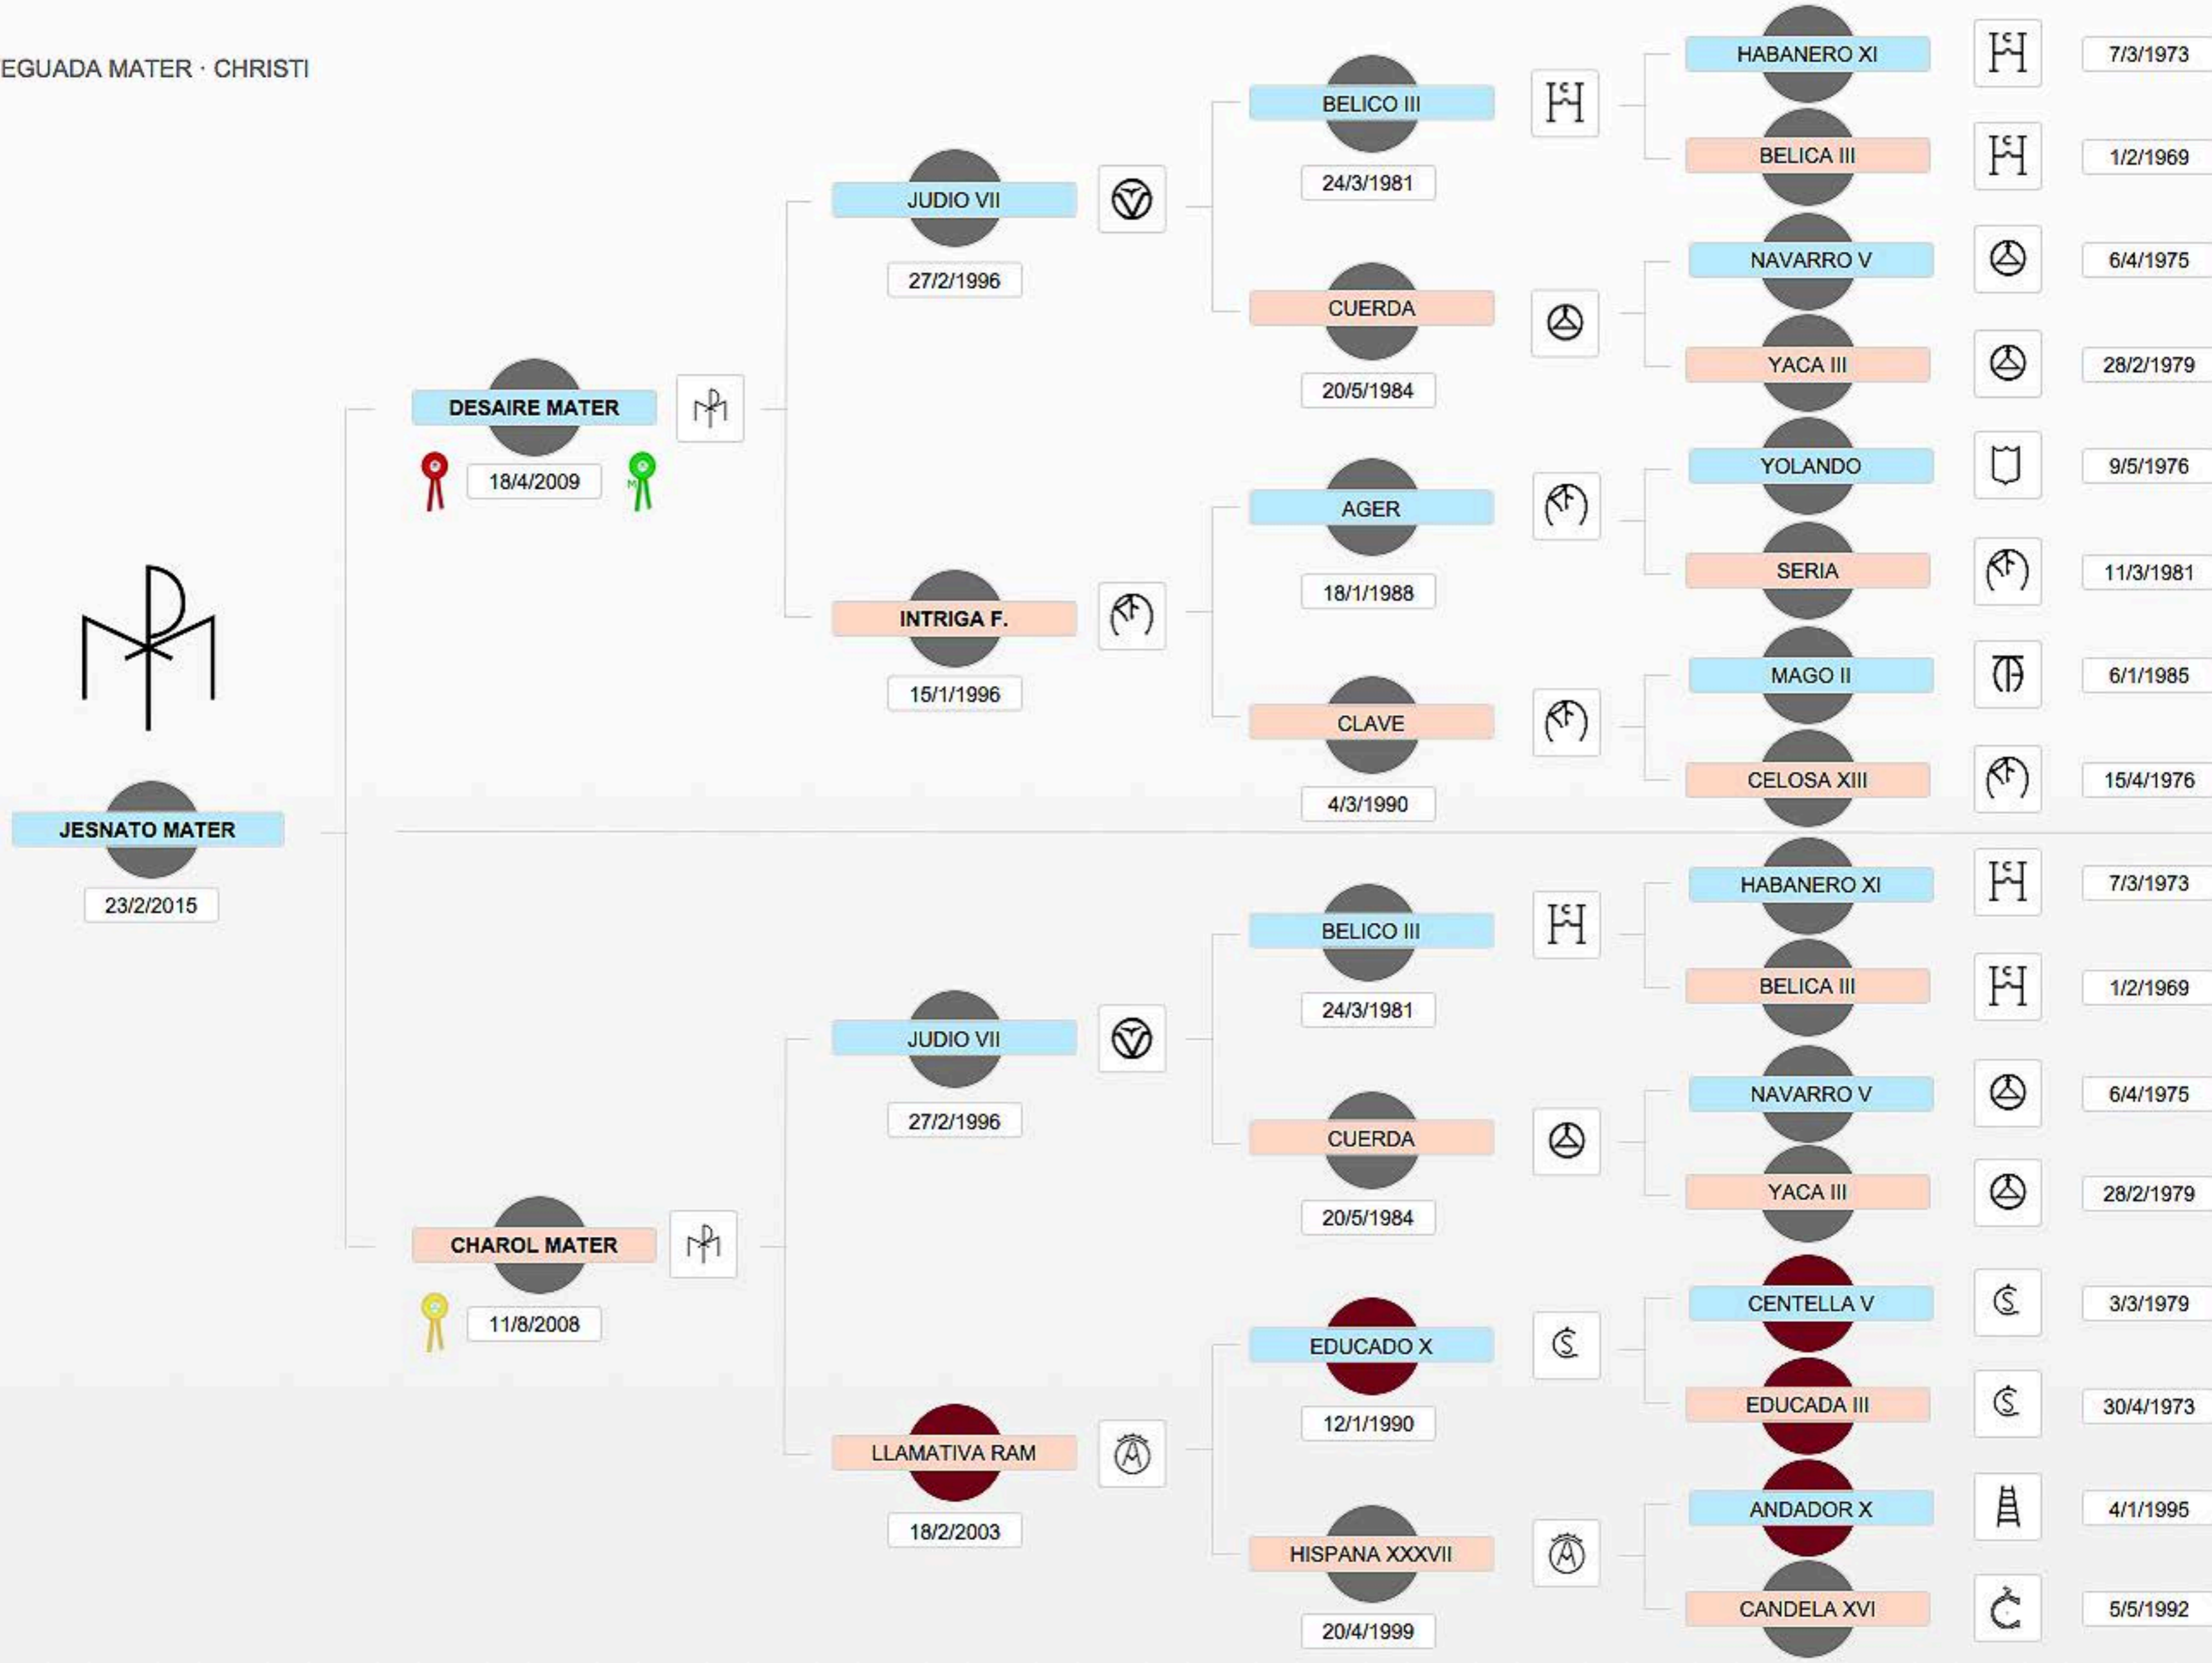 EGUADA MATER · CHRISTI
JESNATO MATER
23/2/2015
DESAIRE MATER
18/4/2009
CHAROL MATER
11/8/2008
JUDIO VII
27/2/1996
INTRIGA F.
15/1/1996
JUDIO VII
27/2/1996
LLAMATIVA RAM
18/2/2003
BELICO III
24/3/1981
CUERDA
20/5/1984
AGER
18/1/1988
CLAVE
4/3/1990
BELICO III
24/3/1981
CUERDA
20/5/1984
EDUCADO X
12/1/1990
HISPANA XXXVII
20/4/1999
HABANERO XI 7/3/1973
BELICA III 1/2/1969
NAVARRO V 6/4/1975
YACA III 28/2/1979
YOLANDO 9/5/1976
SERIA 11/3/1981
MAGO II 6/1/1985
CELOSA XIII 15/4/1976
HABANERO XI 7/3/1973
BELICA III 1/2/1969
NAVARRO V 6/4/1975
YACA III 28/2/1979
CENTELLA V 3/3/1979
EDUCADA III 30/4/1973
ANDADOR X 4/1/1995
CANDELA XVI 5/5/1992